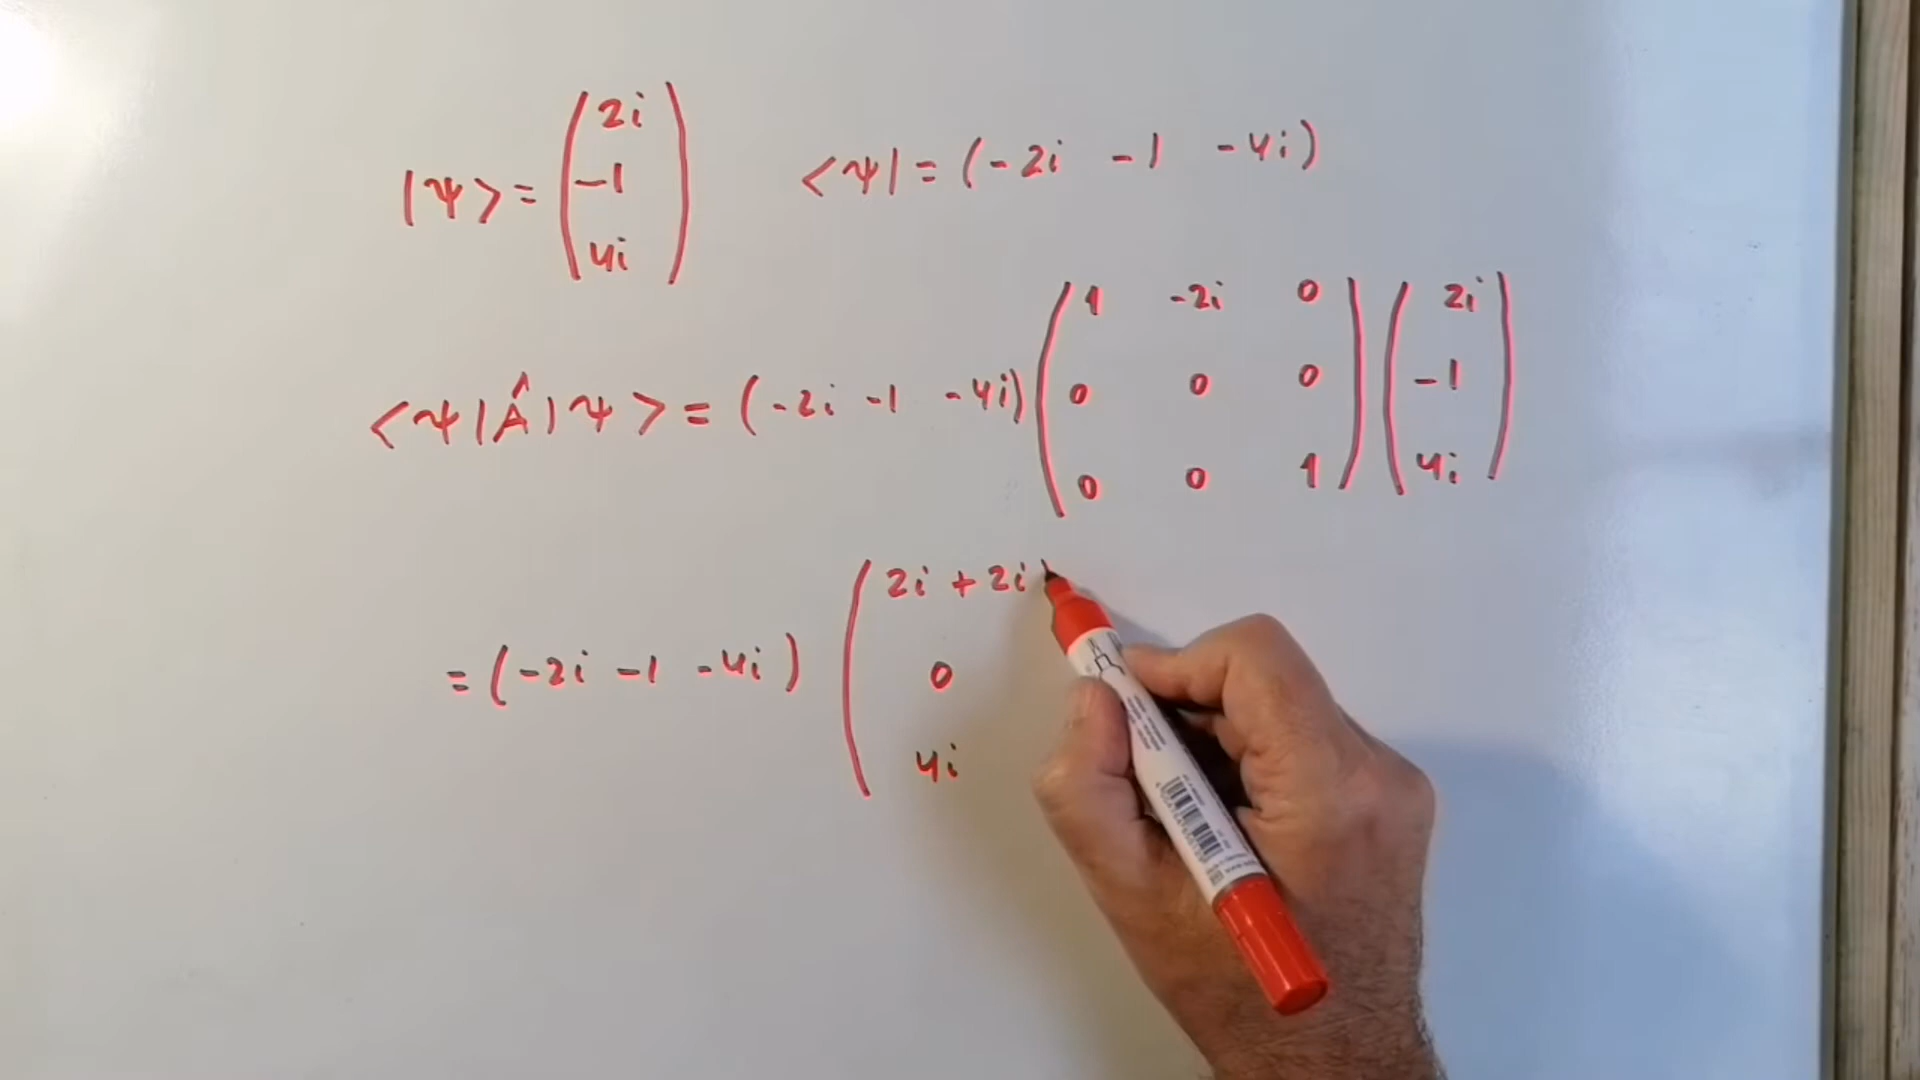 |ψ> = (2i -1 4i) <ψ| = (-2i -1 -4i)
<ψ|Â|ψ> = (-2i -1 -4i) (1 -2i 0 0 0 0 0 0 1) (2i -1 4i)
= (-2i -1 -4i) (2i + 2i 0 4i